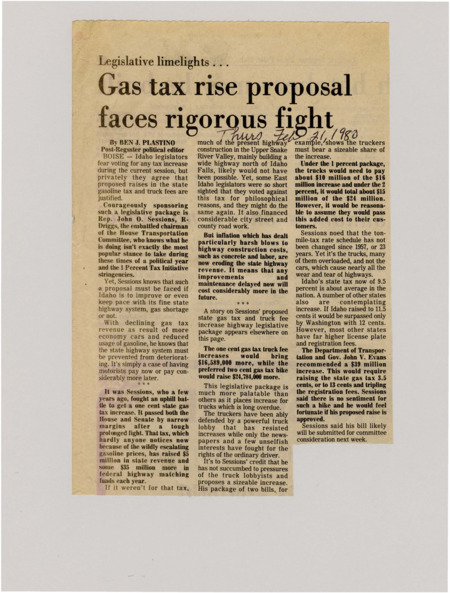 Legislative limelights . . .
Gas tax rise proposal
faces rigorous fight
Thurs Feb 21, 1980
By BEN J. PLASTINO
Post-Register political editor
BOISE — Idaho legislators
fear voting for any tax increase
during the current session, but
privately they agree that
proposed raises in the state
gasoline tax and truck fees are
justified.
Courageously sponsoring
such a legislative package is
Rep. John O. Sessions, R-
Driggs, the embattled chairman
of the House Transportation
Committee, who knows what he
is doing isn't exactly the most
popular stance to take during
these times of a political year
and the 1 Percent Tax Initiative
stringencies.
Yet, Sessions knows that such
a proposal must be faced if
Idaho is to improve or even
keep pace with its fine state
highway system, gas shortage
or not.
With declining gas tax
revenue as result of more
economy cars and reduced
usage of gasoline, he knows that
the state highway system must
be prevented from deteriorat-
ing. It's simply a case of having
motorists pay now or pay con-
siderably more later.
* * *
It was Sessions, who a few
years ago, fought an uphill bat-
tle to get a one cent state gas
tax increase. It passed both the
House and Senate by narrow
margins after a tough
prolonged fight. That tax, which
hardly anyone notices now
because of the wildly escalating
gasoline prices, has raised $5
million in state revenue and
some $35 million more in
federal highway matching
funds each year.
If it weren't for that tax,
much of the present highway
construction in the Upper Snake
River Valley, mainly building a
wide highway north of Idaho
Falls, likely would not have
been possible. Yet, some East
Idaho legislators were so short
sighted that they voted against
this tax for philosophical
reasons, and they might do the
same again. It also financed
considerable city street and
county road work.
But inflation which has dealt
particularly harsh blows to
highway construction costs,
such as concrete and labor, are
now eroding the state highway
revenue. It means that any
improvements and
maintenance delayed now will
cost considerably more in the
future.
* * *
A story on Sessions' proposed
state gas tax and truck fee
increase highway legislative
package appears elsewhere on
this page.
The one cent gas tax truck fee
increases would bring
$16,589,000 more, while the
preferred two cent gas tax hike
would raise $24,784,000 more.
This legislative package is
much more palatable than
others as it places increase for
trucks which is long overdue.
The truckers have been ably
defended by a powerful truck
lobby that has resisted
increases while only the news-
papers and a few unselfish
interests have fought for the
rights of the ordinary driver.
It's to Sessions' credit that he
has not succumbed to pressures
of the truck lobbyists and
proposes a sizeable increase.
His package of two bills, for
example, shows the truckers
must hear a sizeable share of
the increase.
Under the 1 percent package,
the trucks would need to pay
about $10 million of the $16
million increase and under the 2
percent, it would total about $15
million of the $24 million.
However, it would be reasona-
ble to assume they would pass
this added cost to their cus-
tomers.
Sessions noted that the ton-
mile-tax rate schedule has not
been changed since 1957, or 23
years. Yet it's the trucks, many
of them overloaded, and not the
cars, which cause nearly all the
wear and tear of highways.
Idaho's state tax now of 9.5
percent is about average in the
nation. A number of other states
also are contemplating
increase. If Idaho raised to 11.5
cents it would be surpassed only
by Washington with 12 cents.
However, most other states
have far higher license plate
and registration fees.
The Department of Transpor-
tation and Gov. John V. Evans
recommended a $39 million
increase. This would require
raising the state gas tax 3.5
cents, or to 13 cents and tripling
the registration fees. Sessions
said there is no sentiment for
such a hike and he would feel
fortunate if his proposed raise is
approved.
Sessions said his bill likely
will be submitted for committee
consideration next week.